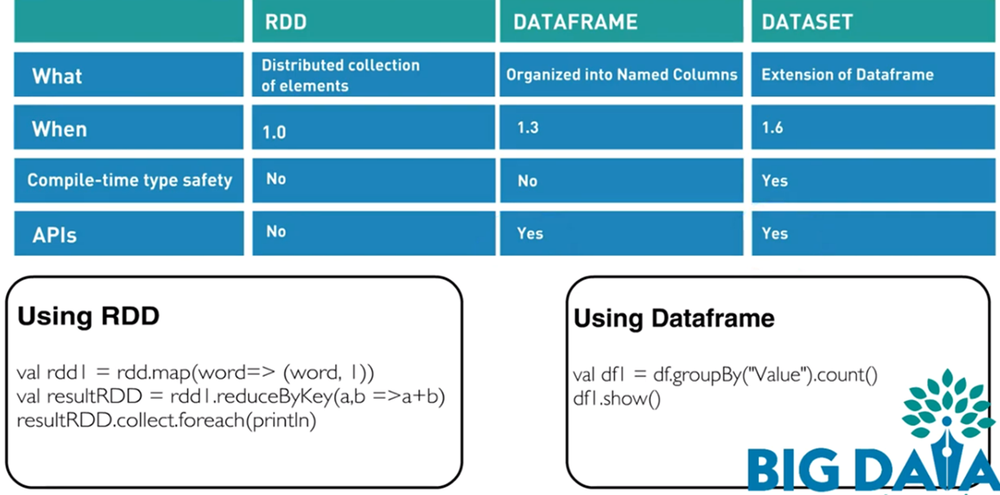 RDD DATAFRAME DATASET
What Distributed collection of elements Organized into Named Columns Extension of Dataframe
When 1.0 1.3 1.6
Compile-time type safety No No Yes
APIs No Yes Yes
Using RDD
val rdd1 = rdd.map(word=> (word, 1))
val resultRDD = rdd1.reduceByKey(a,b =>a+b)
resultRDD.collect.foreach(println)
Using Dataframe
val df1 = df.groupBy("Value").count()
df1.show()
BIG DATA